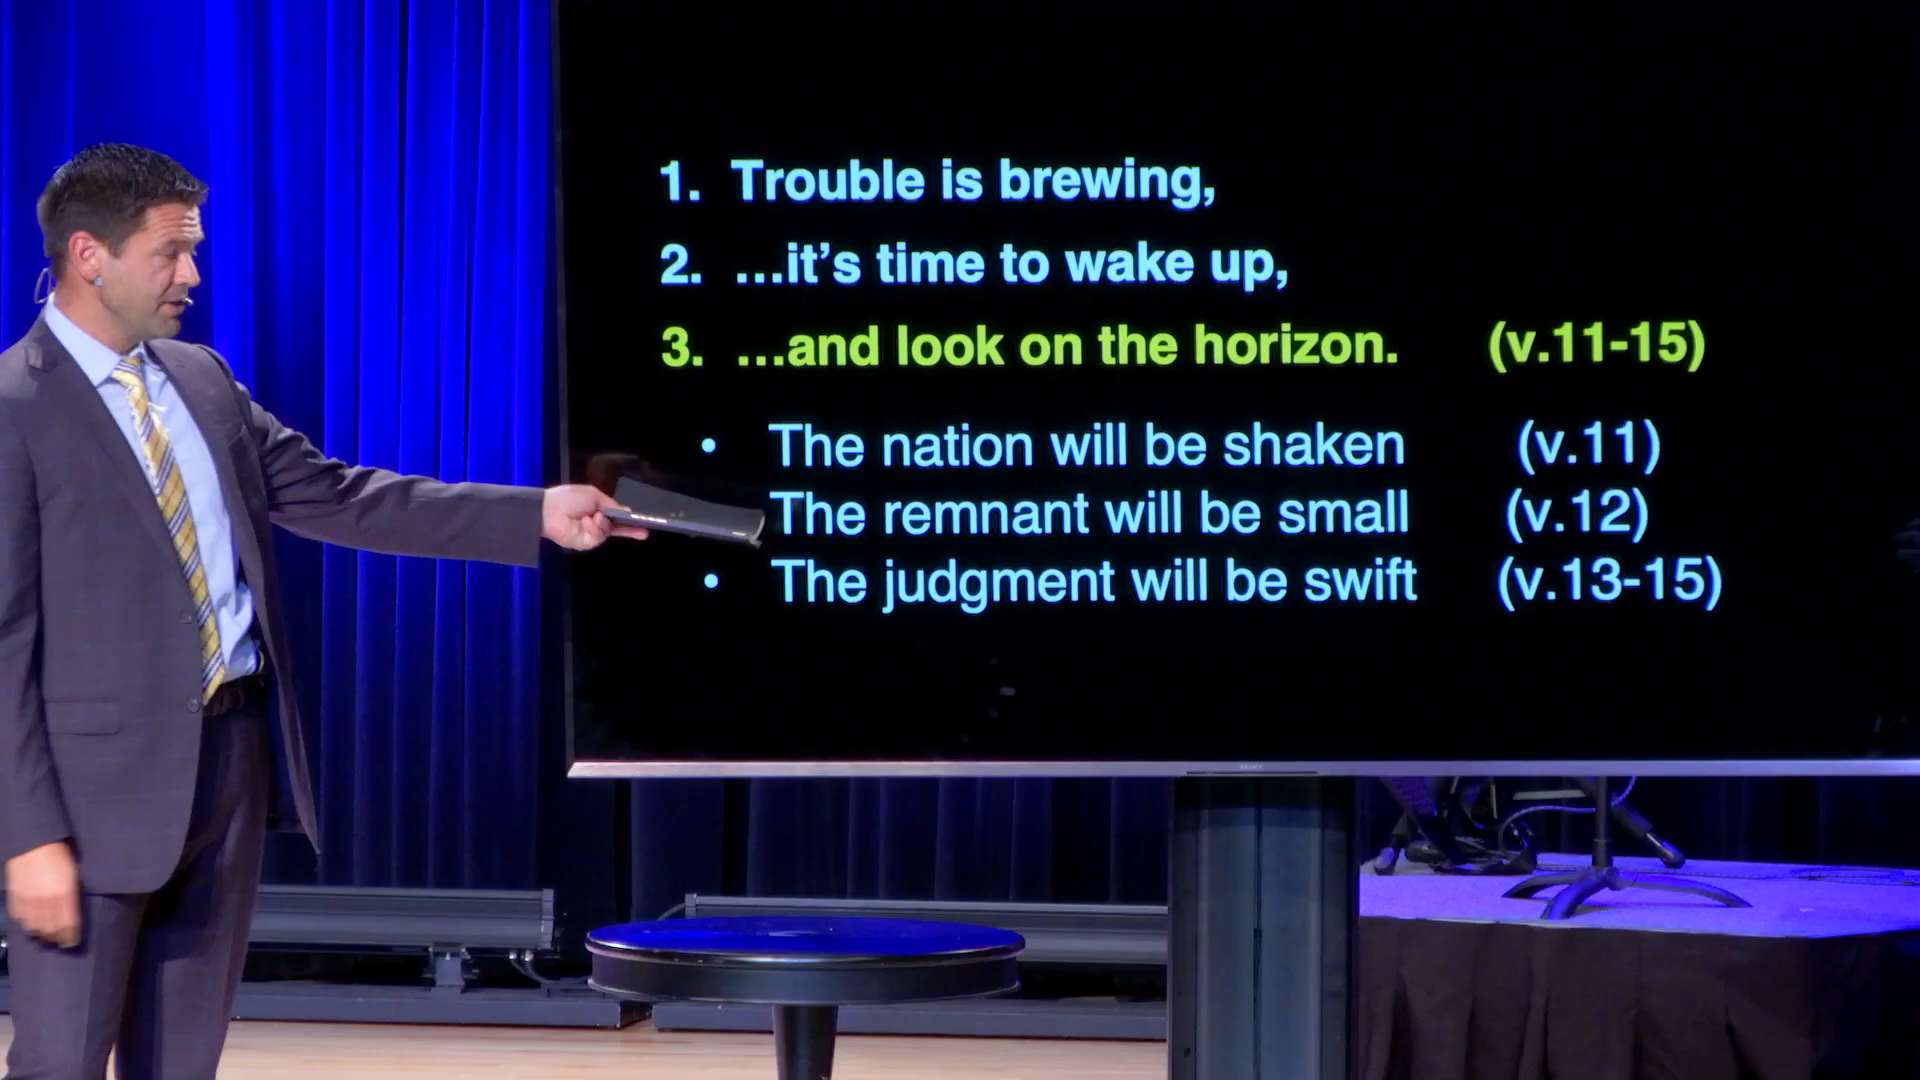 1. Trouble is brewing,
2. ...it's time to wake up,
3. ...and look on the horizon. (v.11-15)
• The nation will be shaken (v.11)
The remnant will be small (v.12)
• The judgment will be swift (v.13-15)